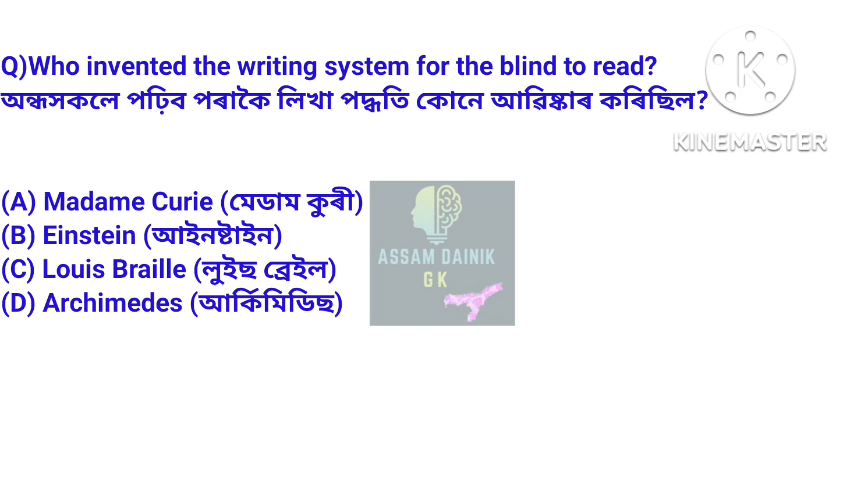 Q)Who invented the writing system for the blind to read?
অন্ধসকলে পঢ়িব পৰাকৈ লিখা পদ্ধতি কোনে আৱিষ্কাৰ কৰিছিল?
KINEMASTER
(A) Madame Curie (মেডাম কুৰী)
(B) Einstein (আইনষ্টাইন)
(C) Louis Braille (লুইছ ব্ৰেইল)
(D) Archimedes (আৰ্কিমিডিছ)
ASSAM DAINIK
GK